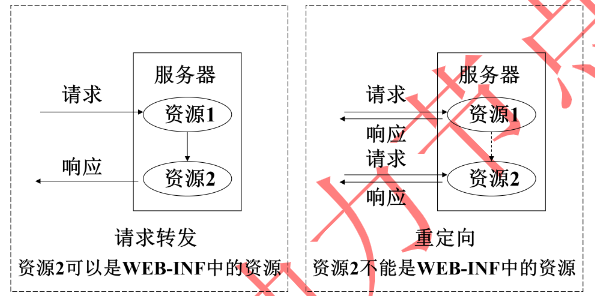 服务器
请求
资源1
响应
资源2
请求转发
资源2可以是WEB-INF中的资源
服务器
请求
资源1
响应
请求
资源2
响应
重定向
资源2不能是WEB-INF中的资源
力节点